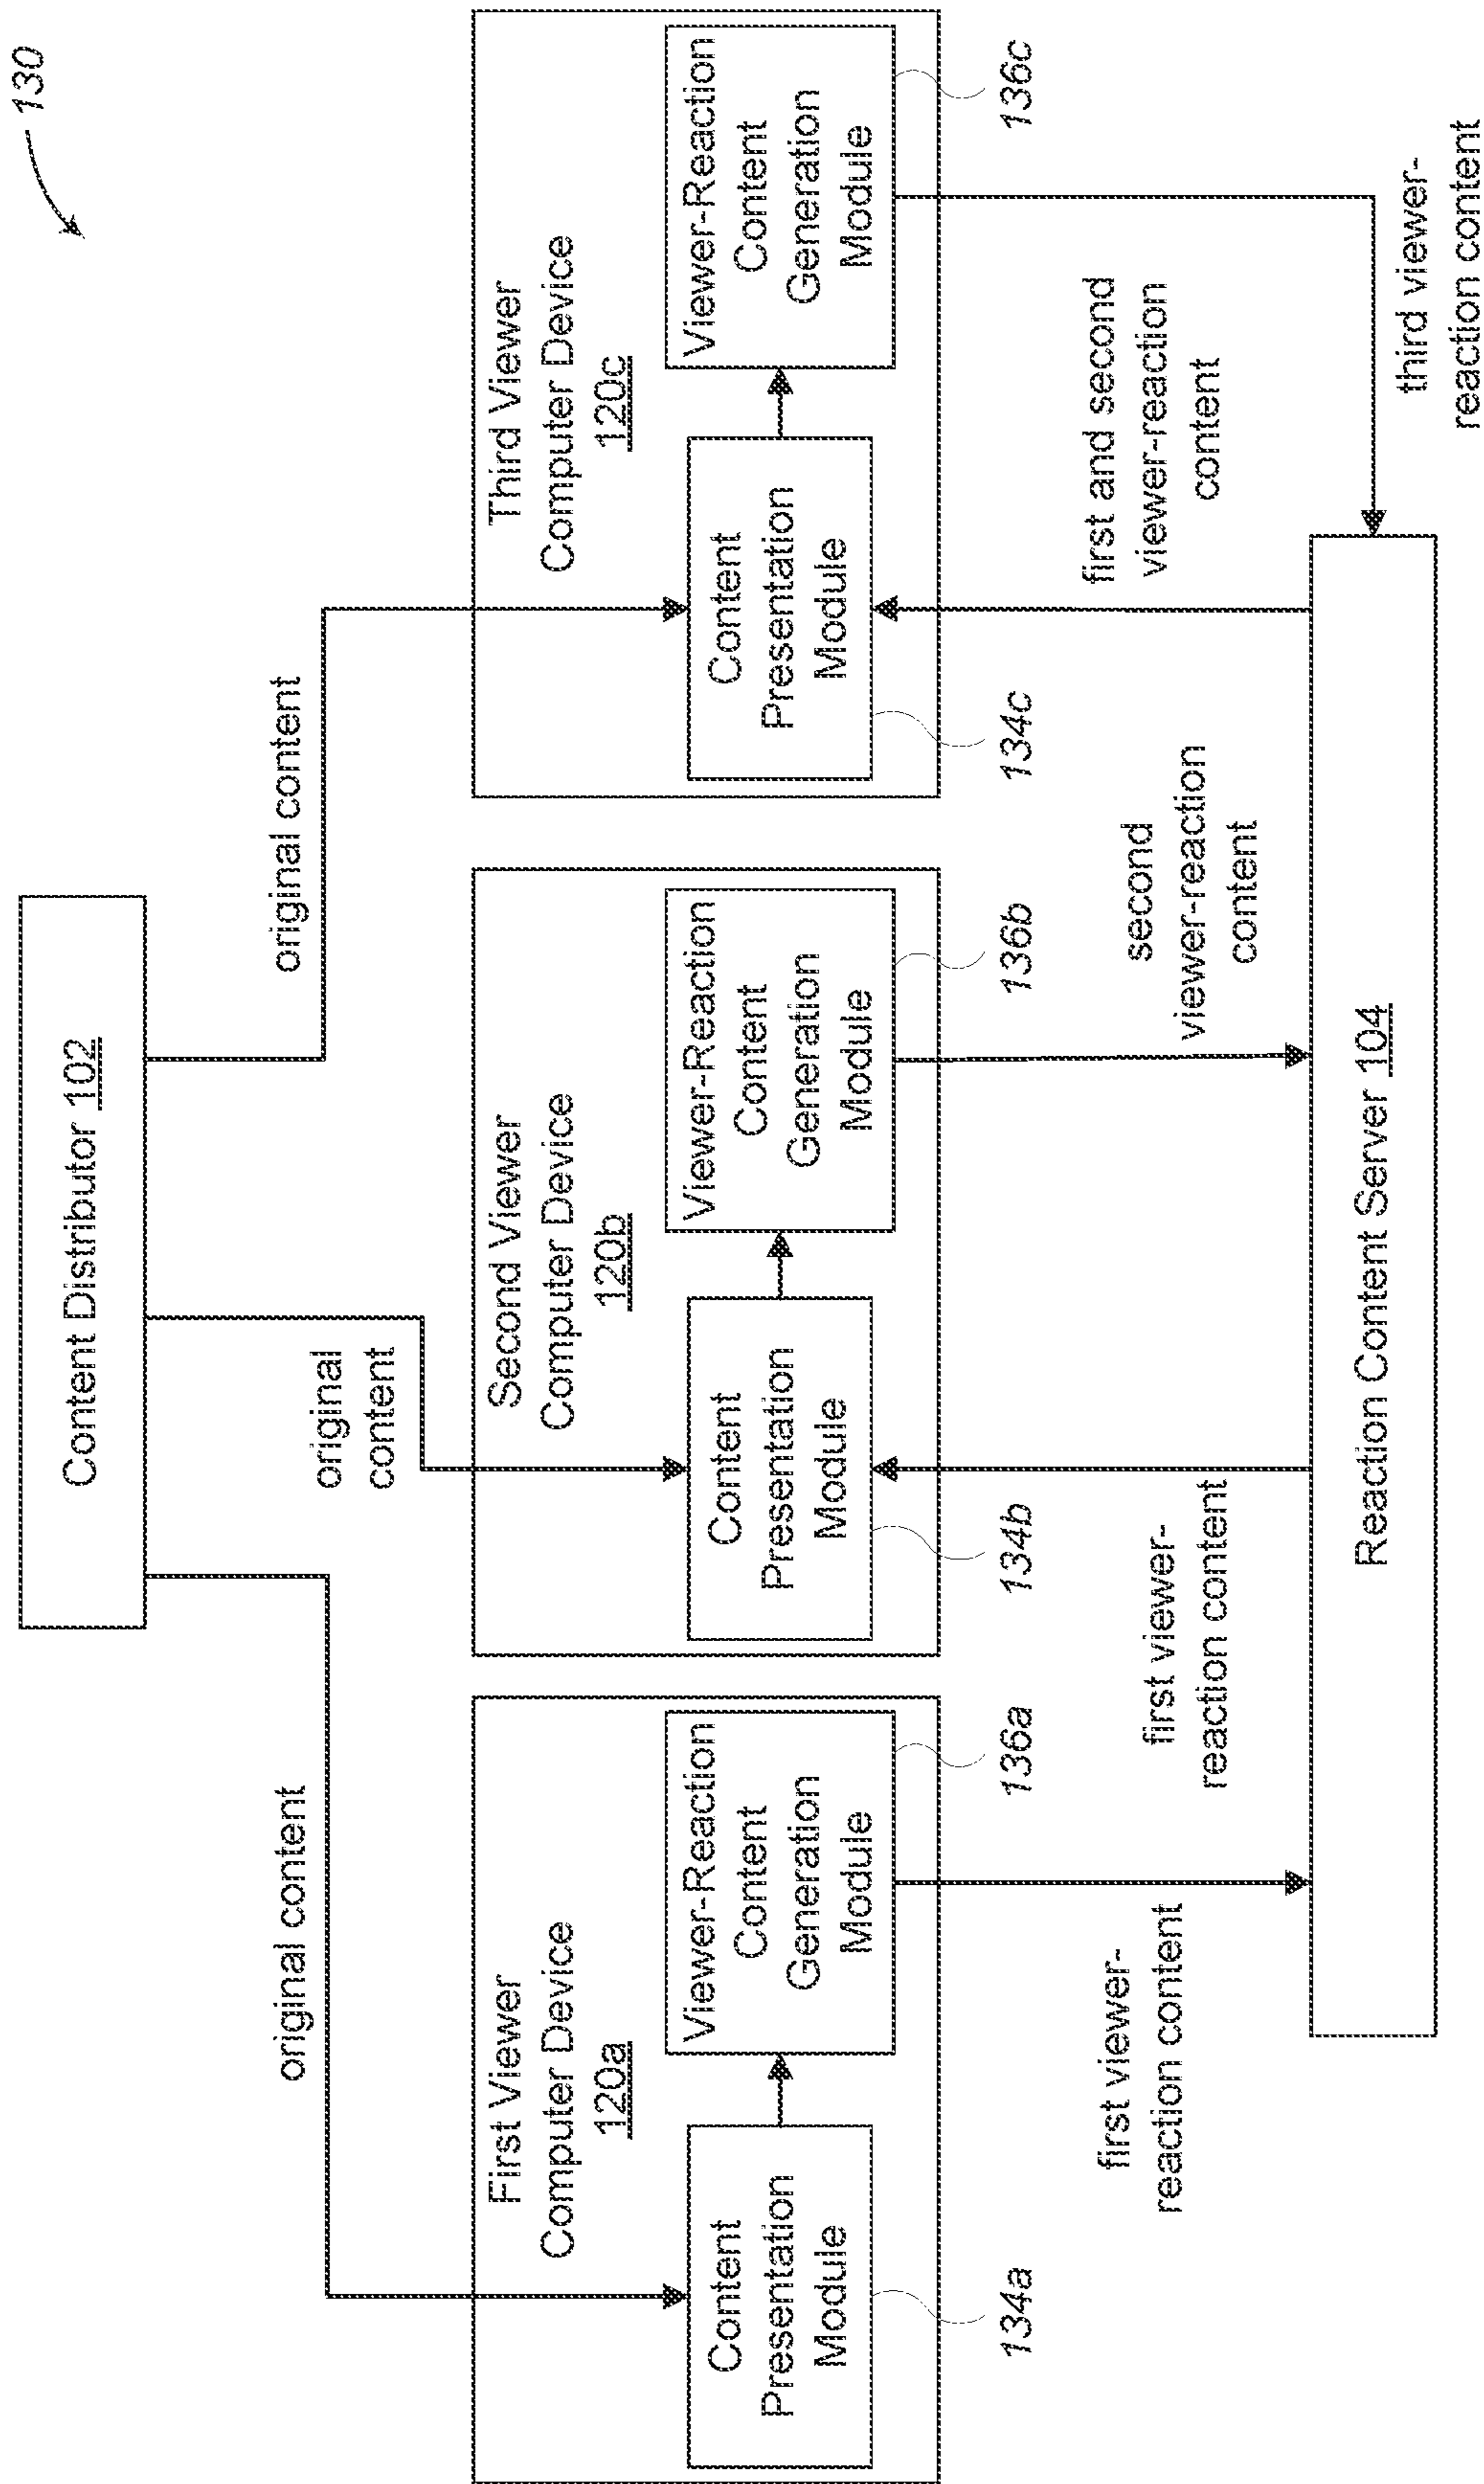 130
Content Distributor 102
original content
original
content
original content
First Viewer
Computer Device
120a
Content
Presentation
Module
Viewer-Reaction
Content
Generation
Module
134a
136a
Second Viewer
Computer Device
120b
Content
Presentation
Module
Viewer-Reaction
Content
Generation
Module
134b
136b
Third Viewer
Computer Device
120c
Content
Presentation
Module
Viewer-Reaction
Content
Generation
Module
134c
136c
first viewer-
reaction content
first viewer-
reaction content
second
viewer-reaction
content
first and second
viewer-reaction
content
third viewer-
reaction content
Reaction Content Server 104